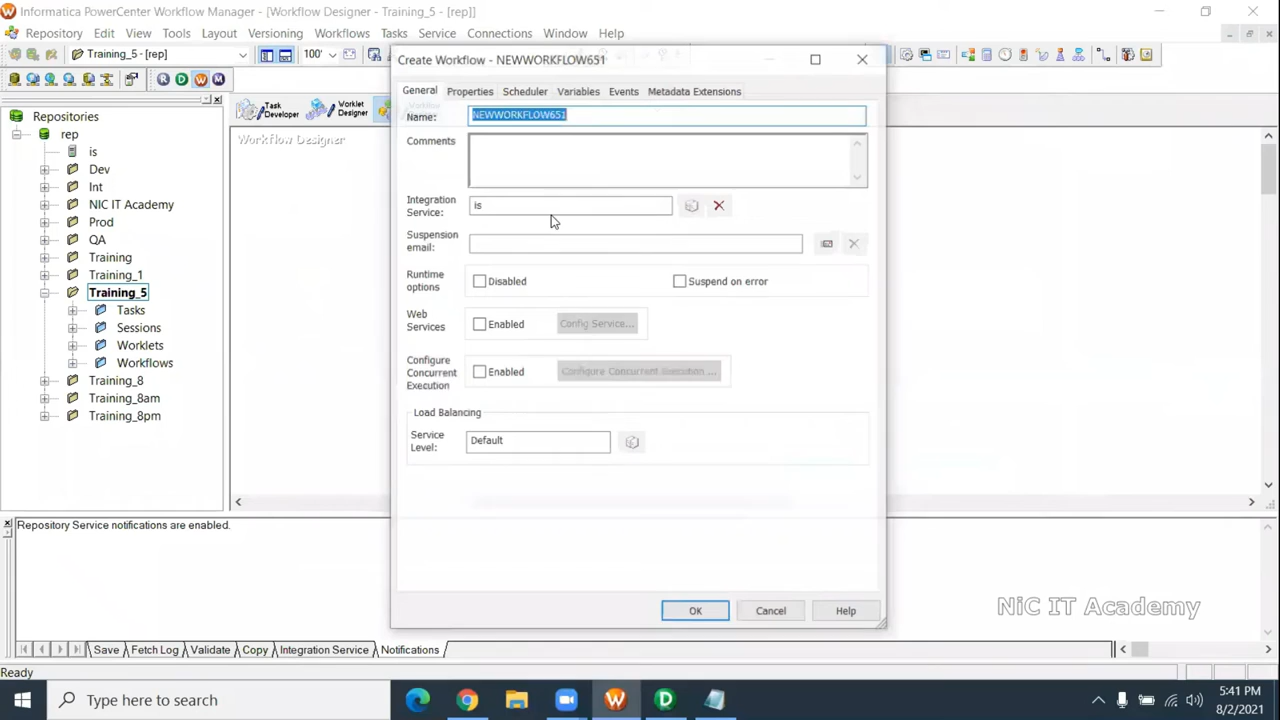 Informatica PowerCenter Workflow Manager - [Workflow Designer - Training_5 - [rep]]
Repository Edit View Tools Layout Versioning Workflows Tasks Service Connections Window Help
Training_5 - [rep] 100'
R D W M
Repositories
rep
is
Dev
Int
NIC IT Academy
Prod
QA
Training
Training_1
Training_5
Tasks
Sessions
Worklets
Workflows
Training_8
Training_8am
Training_8pm
Task Developer
Worklet Designer
Workflow Designer
Create Workflow - NEWWORKFLOW651
General Properties Scheduler Variables Events Metadata Extensions
Name: NEWWORKFLOW651
Comments
Integration Service: is
Suspension email:
Runtime options Disabled Suspend on error
Web Services Enabled Config Service...
Configure Concurrent Execution Enabled Configure Concurrent Execution ...
Load Balancing
Service Level: Default
OK Cancel Help
Repository Service notifications are enabled.
NiC IT Academy
Save Fetch Log Validate Copy Integration Service Notifications
Ready
Type here to search
W D
5:41 PM
8/2/2021